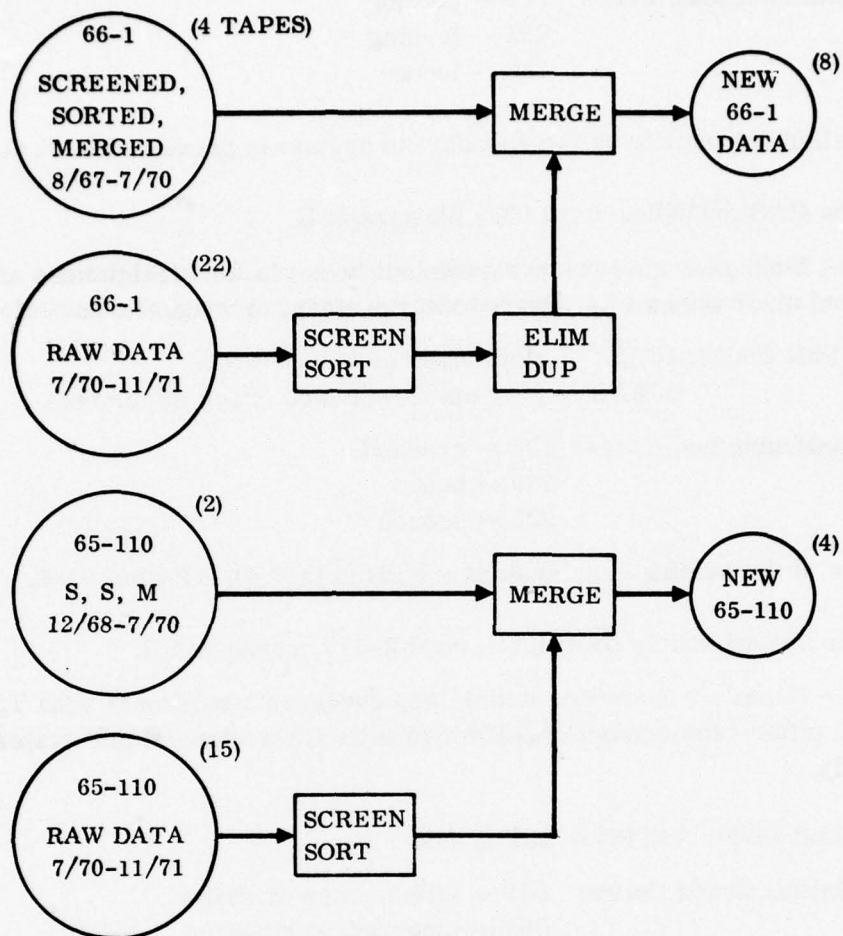 (4 TAPES)
66-1
SCREENED,
SORTED,
MERGED
8/67-7/70
MERGE
(8)
NEW
66-1
DATA
(22)
66-1
RAW DATA
7/70-11/71
SCREEN
SORT
ELIM
DUP
(2)
65-110
S, S, M
12/68-7/70
MERGE
(4)
NEW
65-110
(15)
65-110
RAW DATA
7/70-11/71
SCREEN
SORT